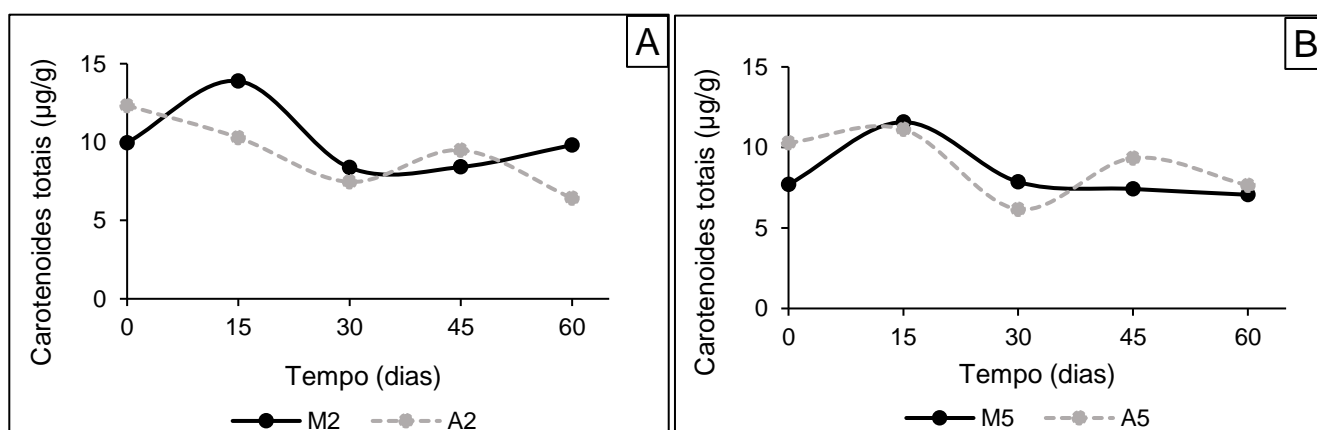 A
Carotenoides totais (µg/g)
15
10
5
0
0 15 30 45 60
Tempo (dias)
M2 A2
B
Carotenoides totais (µg/g)
15
10
5
0
0 15 30 45 60
Tempo (dias)
M5 A5